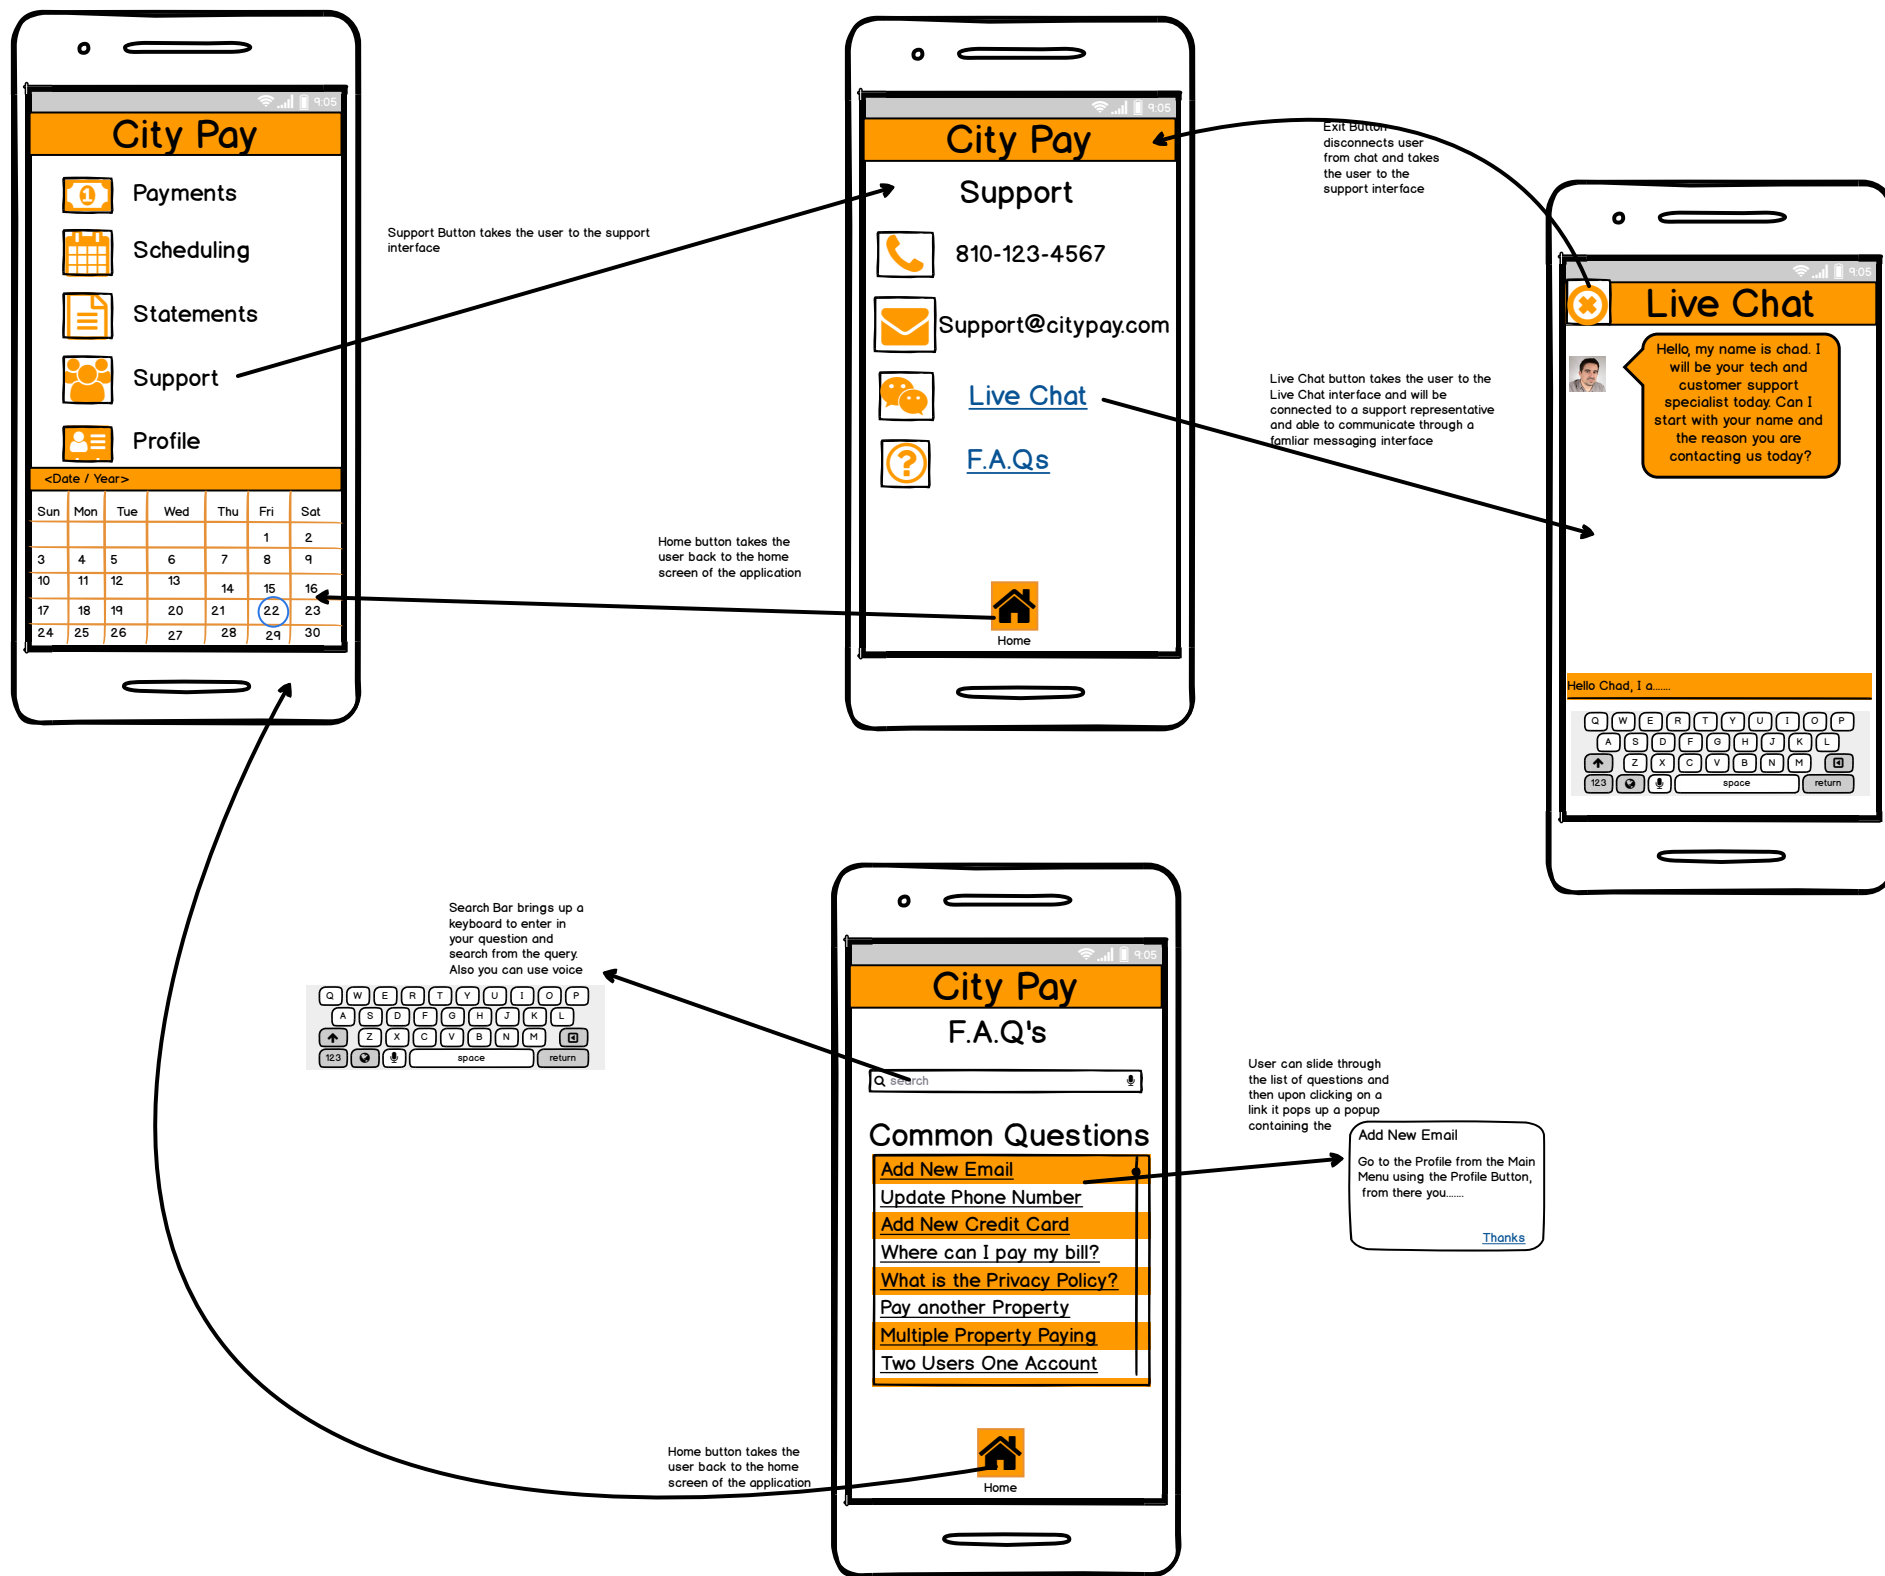 9:05
City Pay
Payments
Scheduling
Statements
Support
Profile
<Date / Year>
Sun Mon Tue Wed Thu Fri Sat
1 2
3 4 5 6 7 8 9
10 11 12 13 14 15 16
17 18 19 20 21 22 23
24 25 26 27 28 29 30
Support Button takes the user to the support
interface
9:05
City Pay
Support
810-123-4567
Support@citypay.com
Live Chat
F.A.Qs
Home
Home button takes the
user back to the home
screen of the application
Exit Button
disconnects user
from chat and takes
the user to the
support interface
Live Chat button takes the user to the
Live Chat interface and will be
connected to a support representative
and able to communicate through a
famliar messaging interface
9:05
Live Chat
Hello, my name is chad. I
will be your tech and
customer support
specialist today. Can I
start with your name and
the reason you are
contacting us today?
Hello Chad, I a.......
Q W E R T Y U I O P
A S D F G H J K L
Z X C V B N M
123 space return
Search Bar brings up a
keyboard to enter in
your question and
search from the query.
Also you can use voice
Q W E R T Y U I O P
A S D F G H J K L
Z X C V B N M
123 space return
9:05
City Pay
F.A.Q's
search
Common Questions
Add New Email
Update Phone Number
Add New Credit Card
Where can I pay my bill?
What is the Privacy Policy?
Pay another Property
Multiple Property Paying
Two Users One Account
Home
User can slide through
the list of questions and
then upon clicking on a
link it pops up a popup
containing the
Add New Email
Go to the Profile from the Main
Menu using the Profile Button,
from there you.......
Thanks
Home button takes the
user back to the home
screen of the application